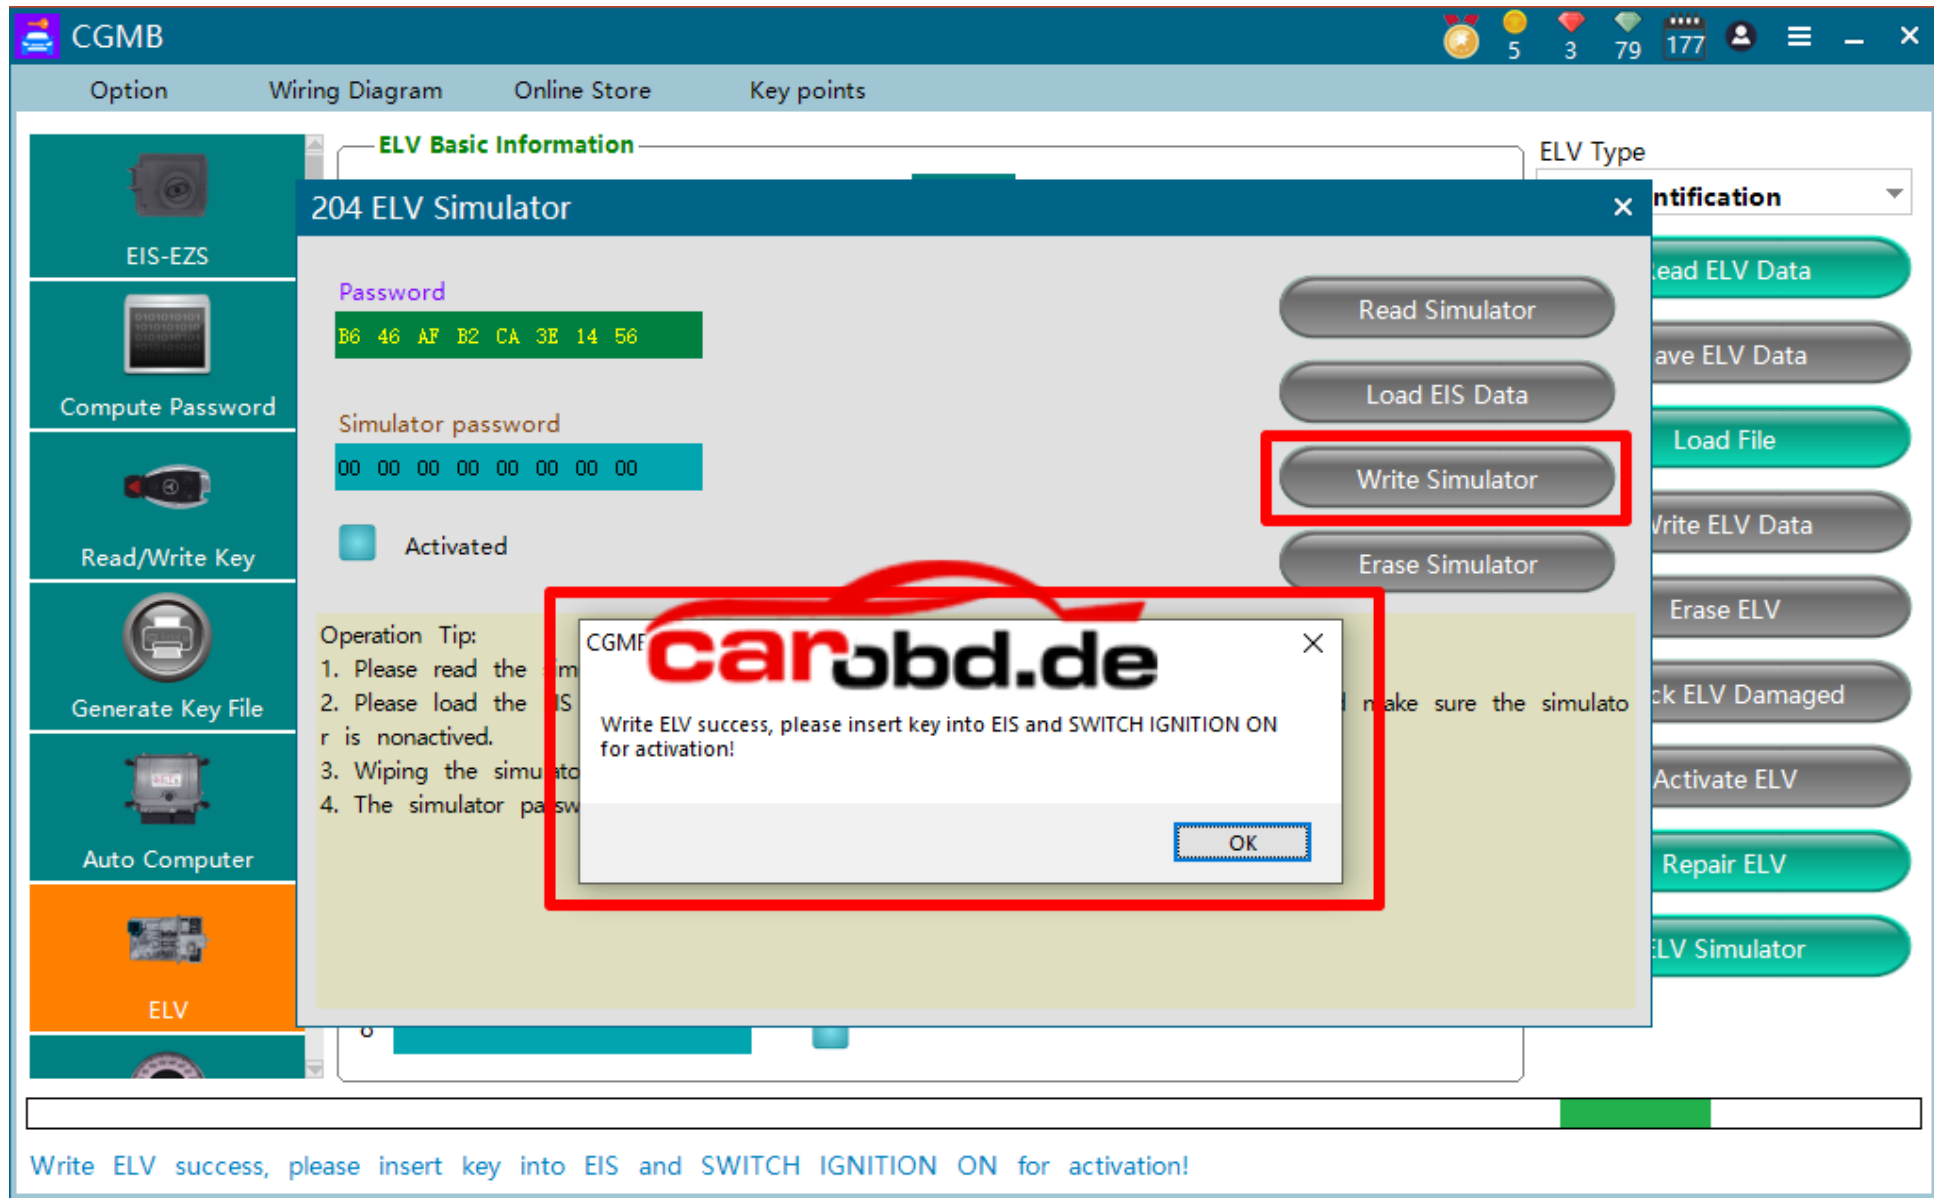 CGMB
5 3 79 177
Option Wiring Diagram Online Store Key points
EIS-EZS
Compute Password
Read/Write Key
Generate Key File
Auto Computer
ELV
ELV Basic Information
ELV Type
ntification
ead ELV Data
ave ELV Data
Load File
Write ELV Data
Erase ELV
ck ELV Damaged
Activate ELV
Repair ELV
ELV Simulator
204 ELV Simulator
Password
B6 46 AF B2 CA 3E 14 56
Simulator password
00 00 00 00 00 00 00 00
Activated
Read Simulator
Load EIS Data
Write Simulator
Erase Simulator
Operation Tip:
1. Please read the sim
2. Please load the IS make sure the simulato
r is nonactived.
3. Wiping the simulato
4. The simulator passw
CGMB
carobd.de
Write ELV success, please insert key into EIS and SWITCH IGNITION ON
for activation!
OK
Write ELV success, please insert key into EIS and SWITCH IGNITION ON for activation!